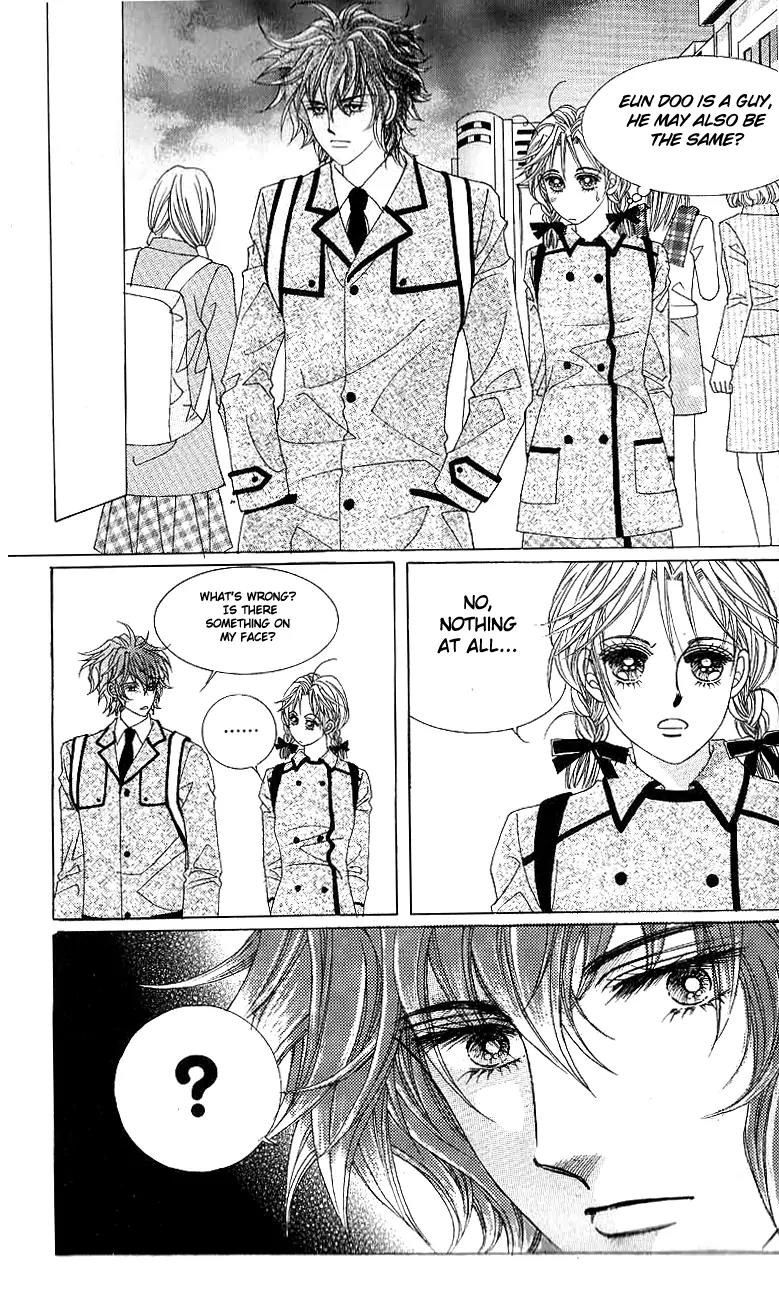 EUN DOO IS A GUY,
HE MAY ALSO BE
THE SAME?
WHAT'S WRONG?
IS THERE
SOMETHING ON
MY FACE?
......
NO,
NOTHING
AT ALL...
?